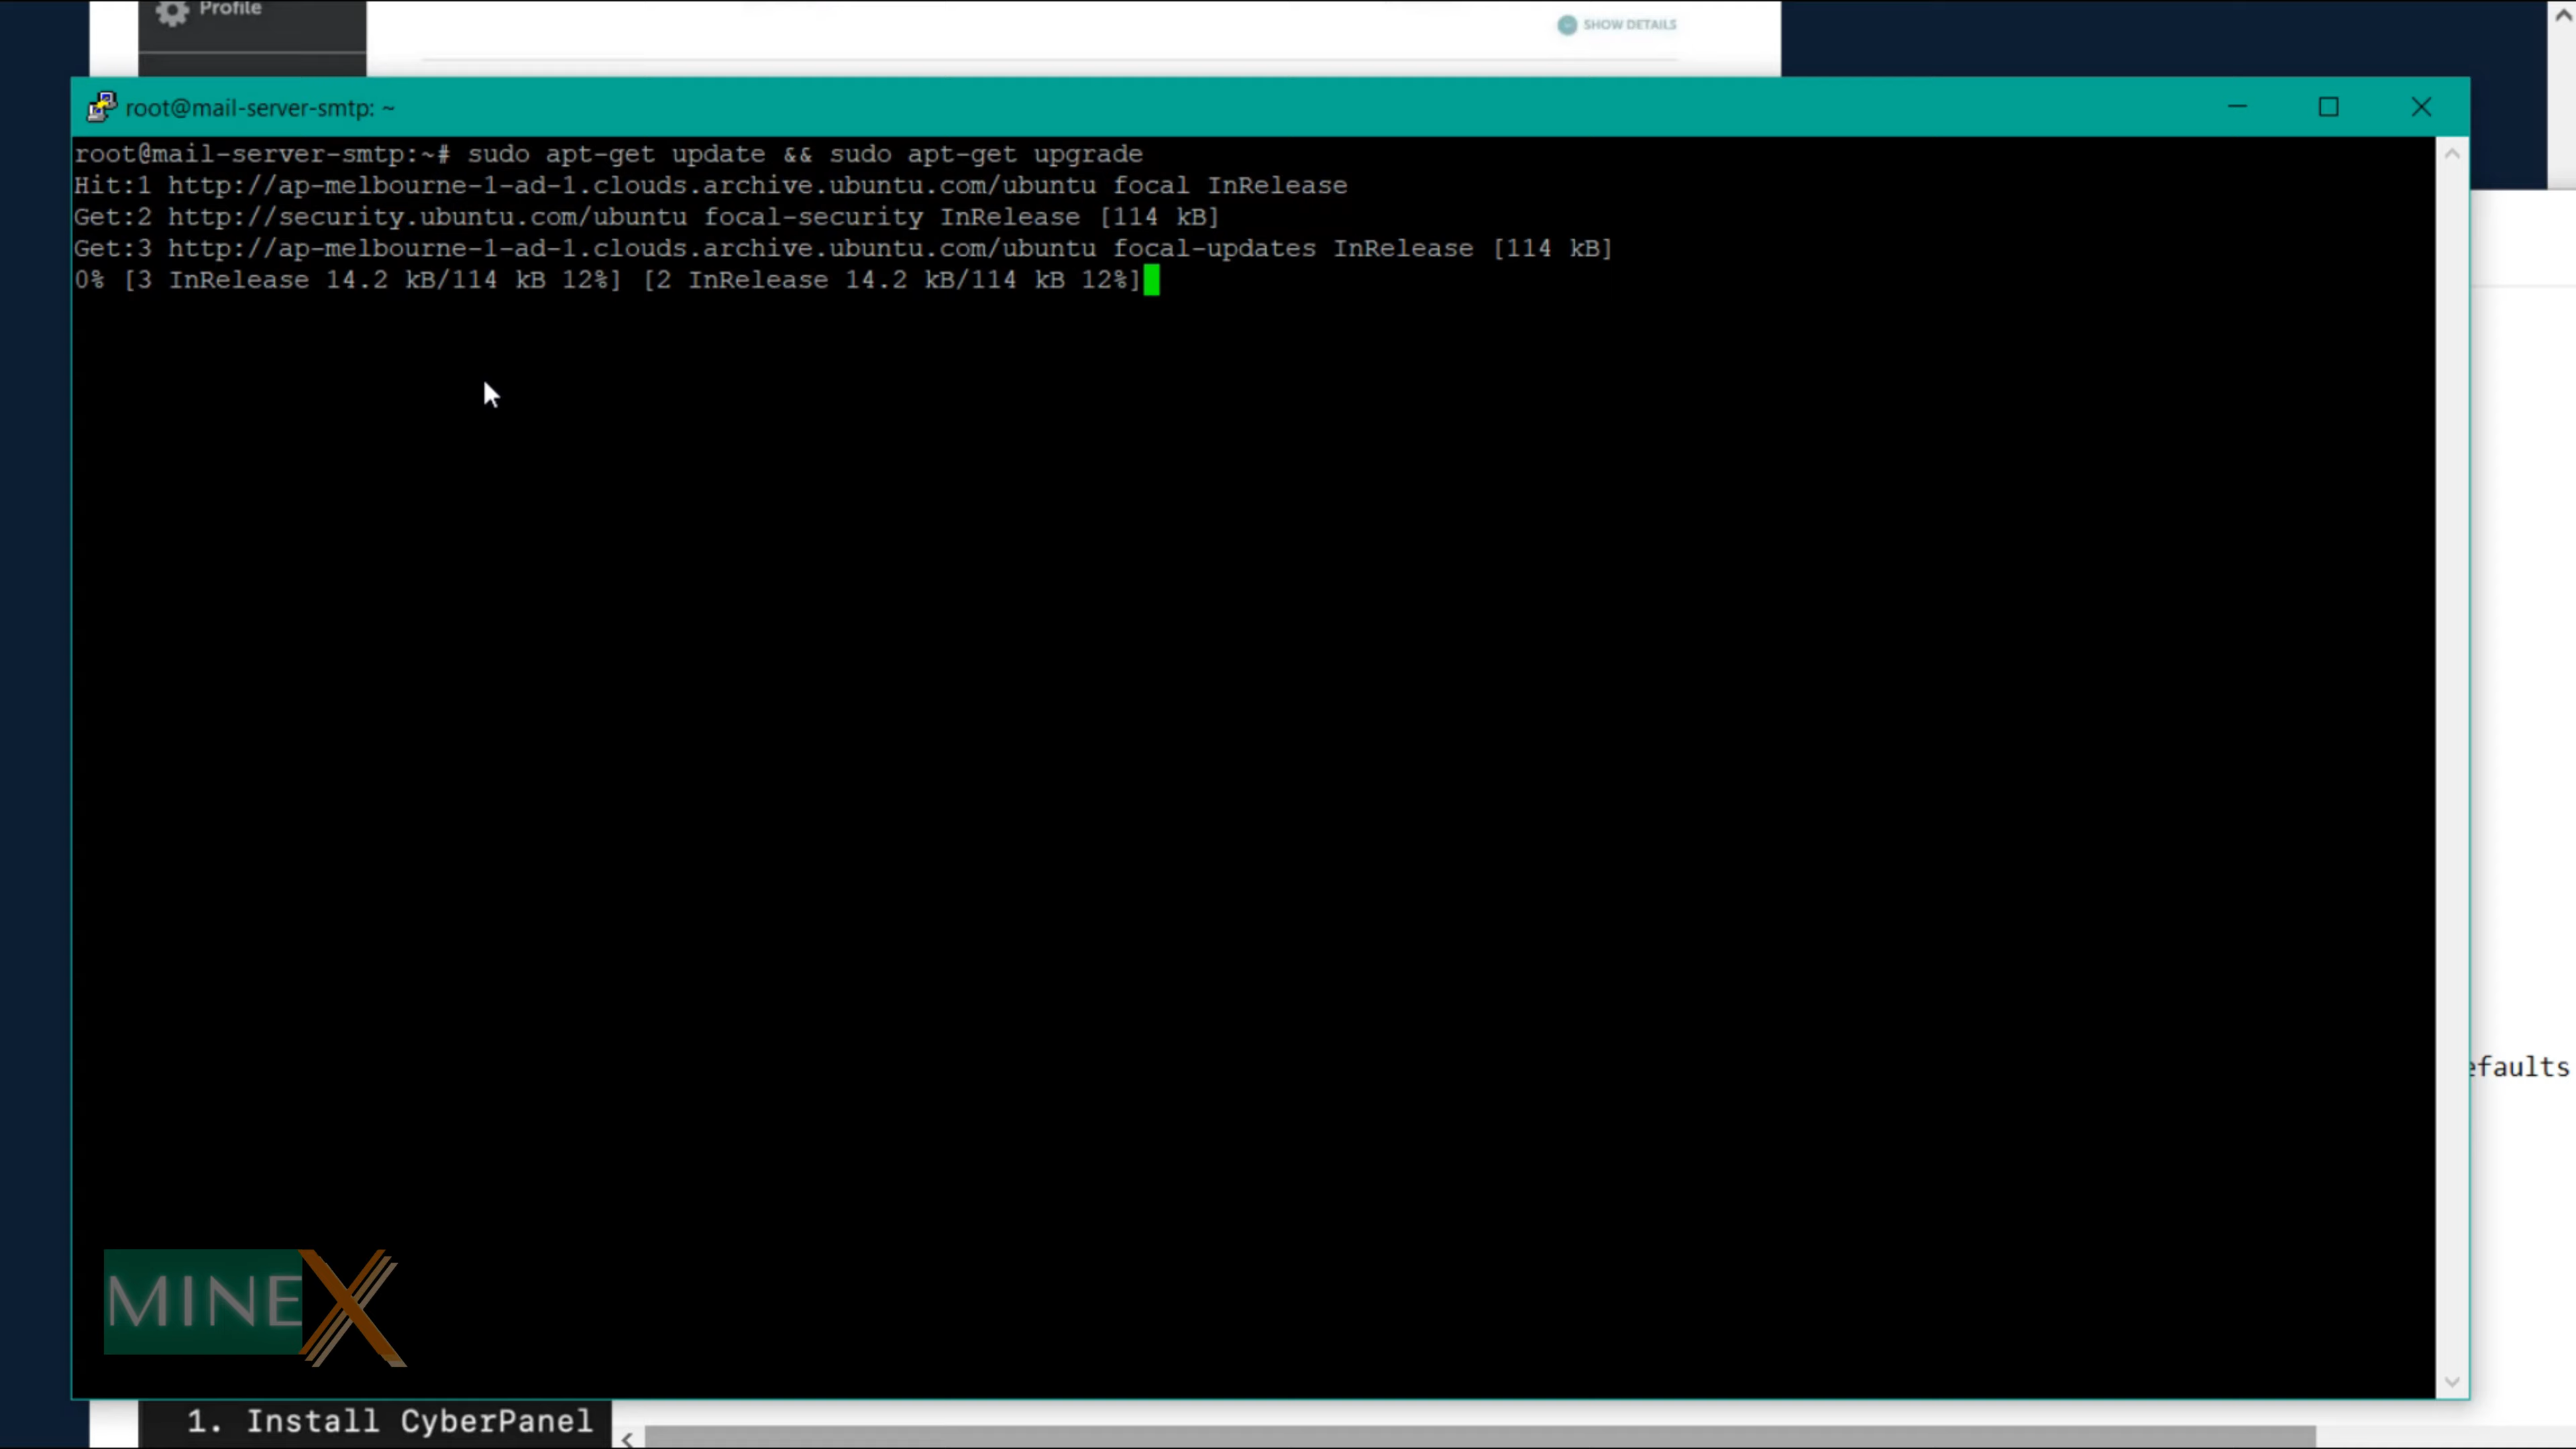 Profile
SHOW DETAILS
root@mail-server-smtp: ~
root@mail-server-smtp:~# sudo apt-get update && sudo apt-get upgrade
Hit:1 http://ap-melbourne-1-ad-1.clouds.archive.ubuntu.com/ubuntu focal InRelease
Get:2 http://security.ubuntu.com/ubuntu focal-security InRelease [114 kB]
Get:3 http://ap-melbourne-1-ad-1.clouds.archive.ubuntu.com/ubuntu focal-updates InRelease [114 kB]
0% [3 InRelease 14.2 kB/114 kB 12%] [2 InRelease 14.2 kB/114 kB 12%]
efaults
MINEX
1. Install CyberPanel